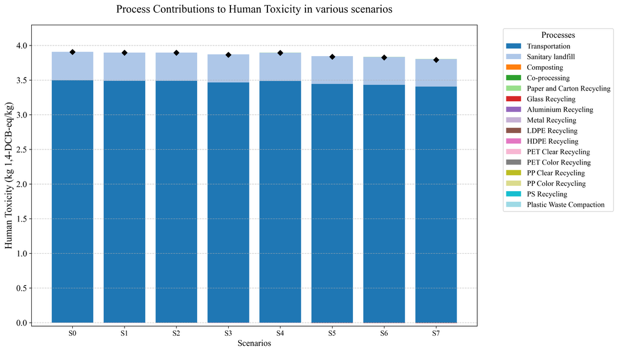 Process Contributions to Human Toxicity in various scenarios
Human Toxicity (kg 1,4-DCB-eq/kg)
4.0
3.5
3.0
2.5
2.0
1.5
1.0
0.5
0.0
S0 S1 S2 S3 S4 S5 S6 S7
Scenarios
Processes
Transportation
Sanitary landfill
Composting
Co-processing
Paper and Carton Recycling
Glass Recycling
Aluminium Recycling
Metal Recycling
LDPE Recycling
HDPE Recycling
PET Clear Recycling
PET Color Recycling
PP Clear Recycling
PP Color Recycling
PS Recycling
Plastic Waste Compaction